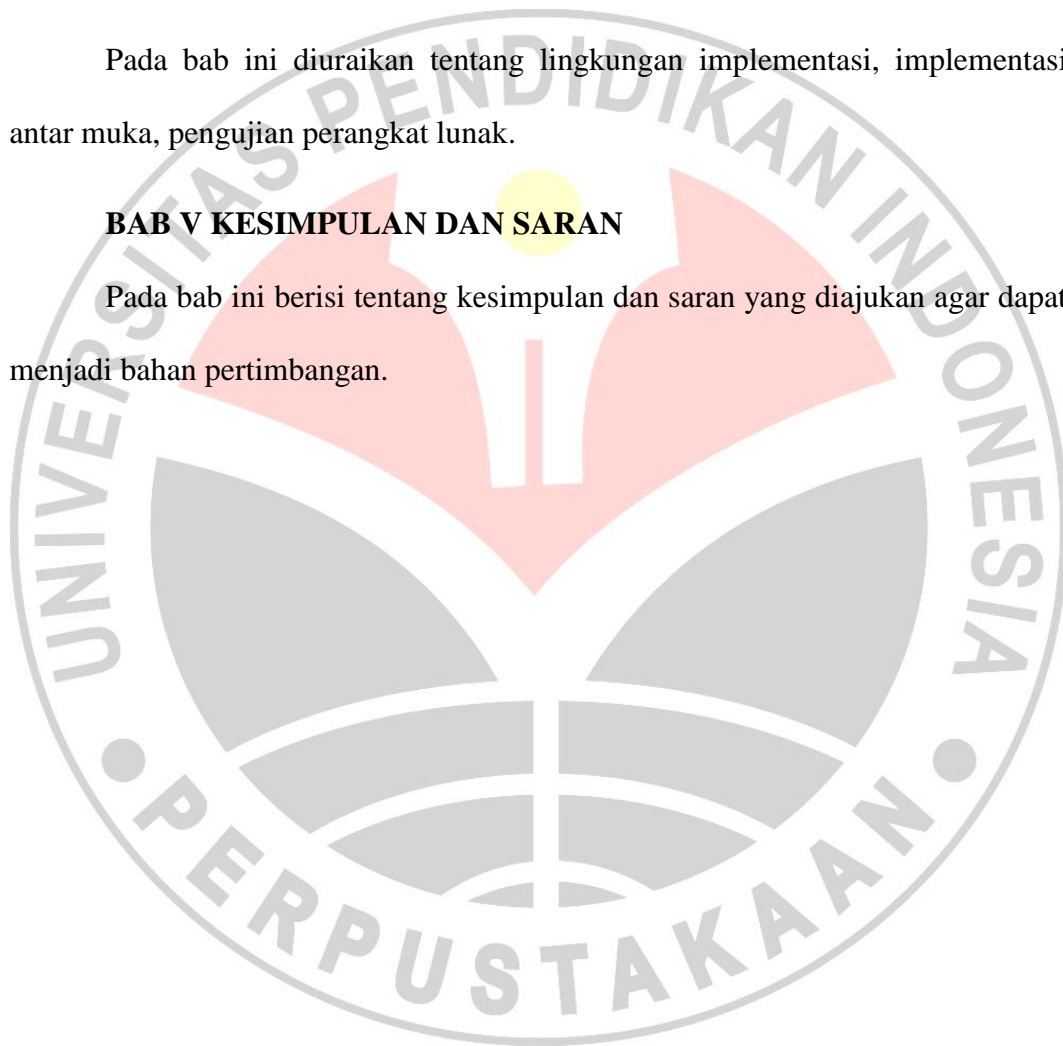 Pada bab ini diuraikan tentang lingkungan implementasi, implementasi
antar muka, pengujian perangkat lunak.
BAB V KESIMPULAN DAN SARAN
Pada bab ini berisi tentang kesimpulan dan saran yang diajukan agar dapat
menjadi bahan pertimbangan.
UNIVERSITAS PENDIDIKAN INDONESIA
PERPUSTAKAAN